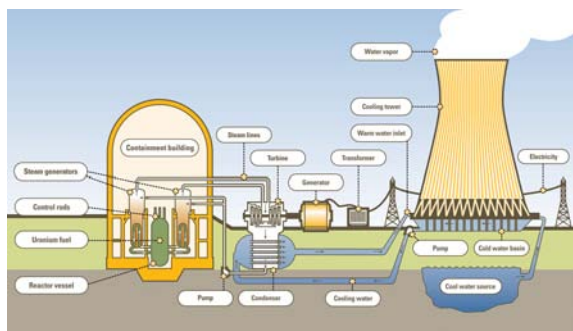 Water vapor
Cooling tower
Steam lines
Warm water inlet
Containment building
Turbine
Transformer
Electricity
Steam generators
Generator
Control rods
Uranium fuel
Pump
Cold water basin
Reactor vessel
Pump
Condenser
Cooling water
Cool water source